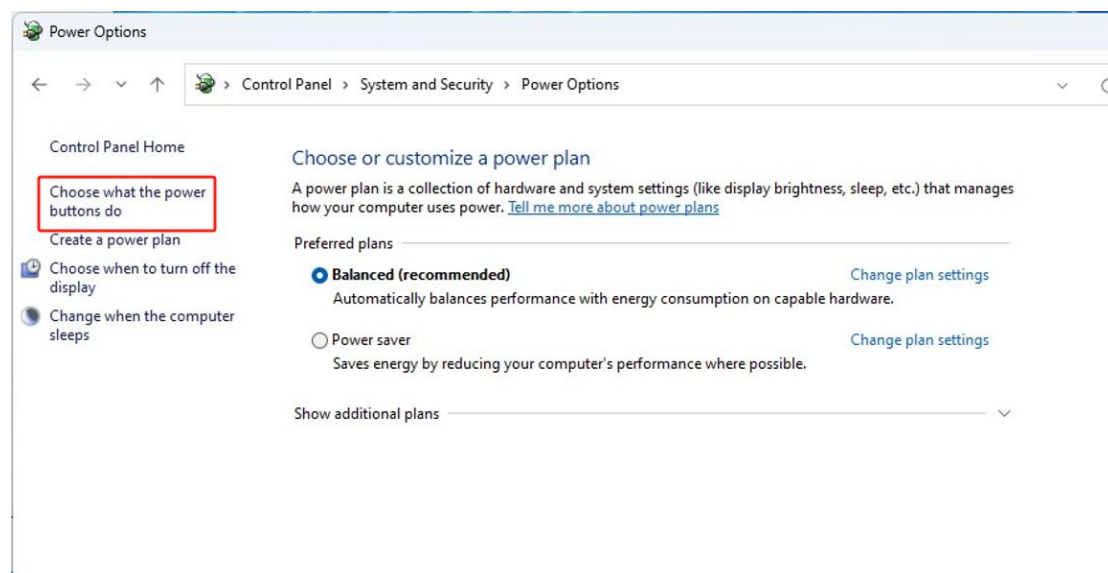 Power Options
Control Panel > System and Security > Power Options
Control Panel Home
Choose what the power
buttons do
Create a power plan
Choose when to turn off the
display
Change when the computer
sleeps
Choose or customize a power plan
A power plan is a collection of hardware and system settings (like display brightness, sleep, etc.) that manages
how your computer uses power. Tell me more about power plans
Preferred plans
Balanced (recommended) Change plan settings
Automatically balances performance with energy consumption on capable hardware.
Power saver Change plan settings
Saves energy by reducing your computer's performance where possible.
Show additional plans